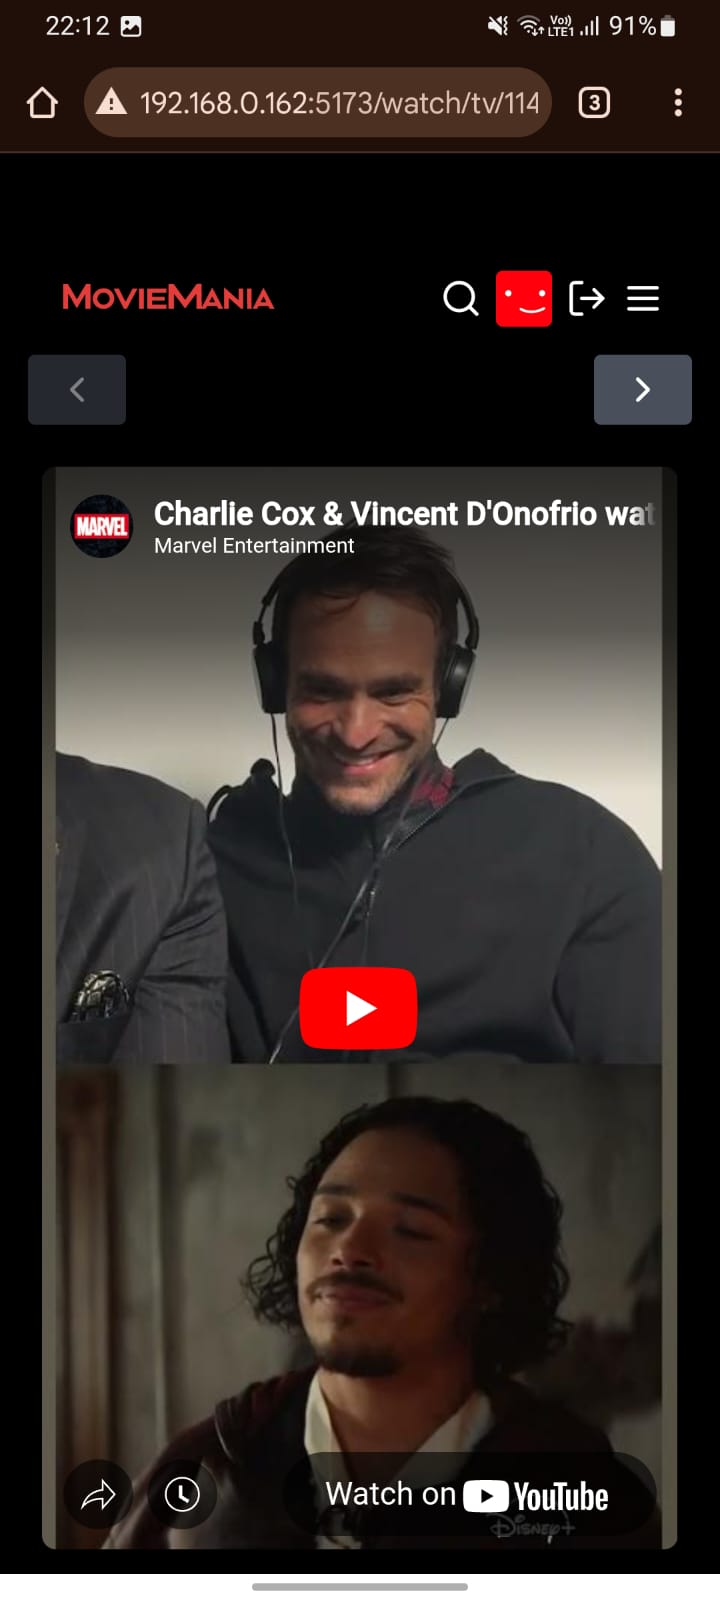 22:12
Vo)) LTE1 91%
192.168.0.162:5173/watch/tv/114
3
MOVIEMANIA
MARVEL
Charlie Cox & Vincent D'Onofrio wat
Marvel Entertainment
Watch on YouTube
Disney+